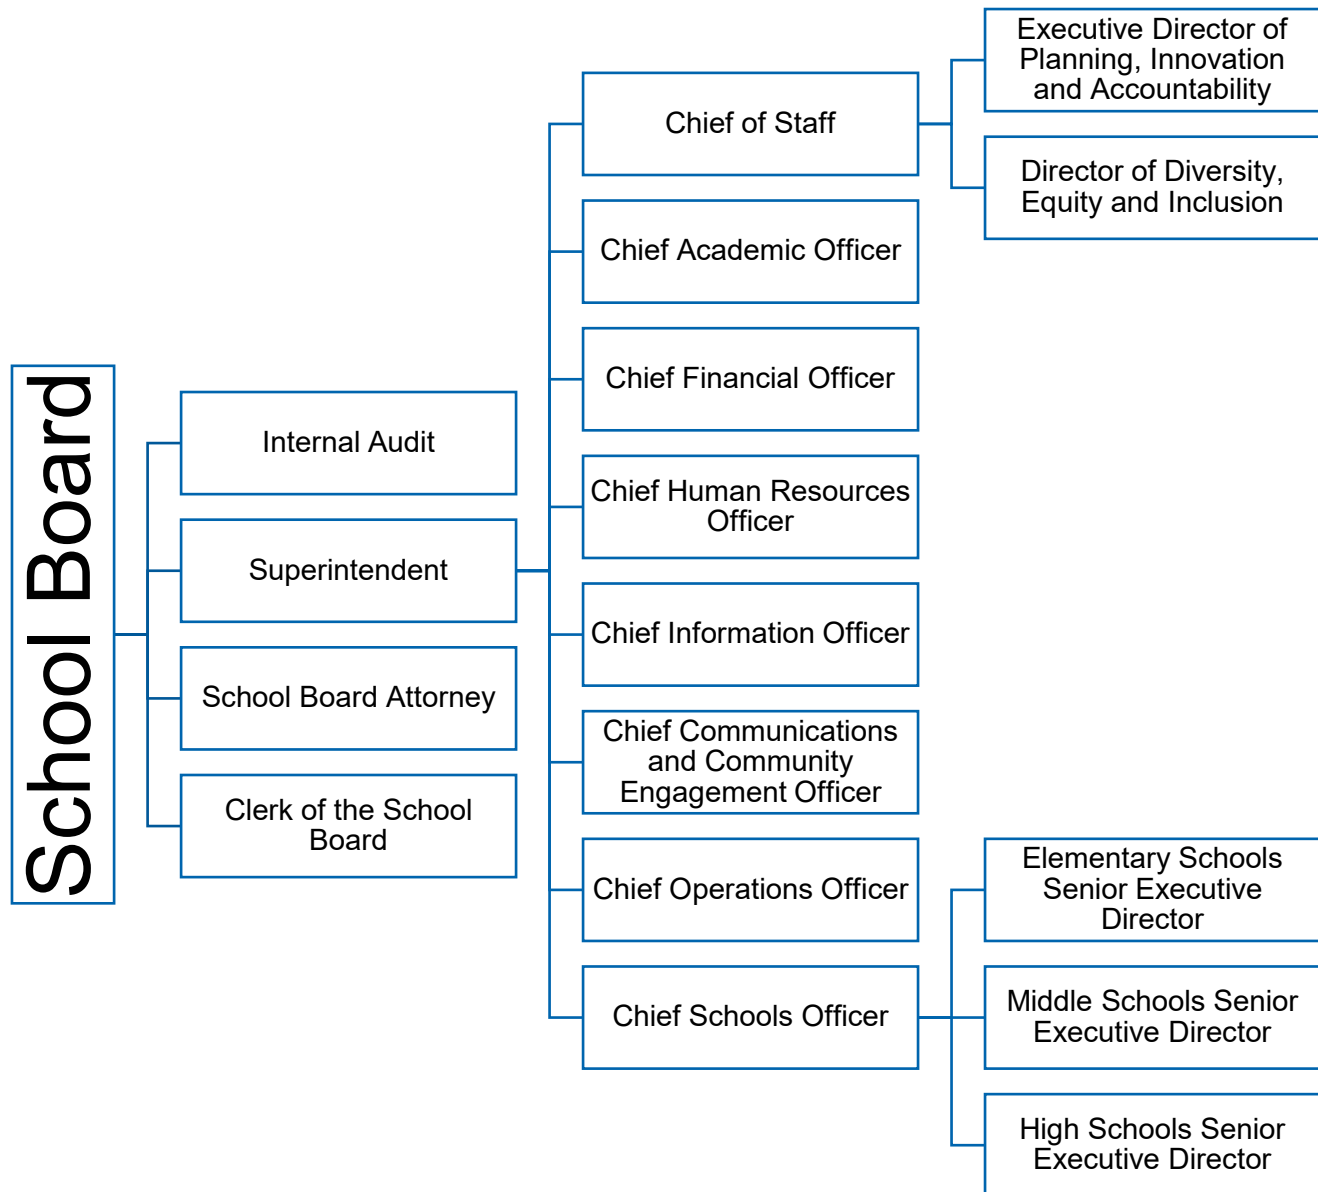 School Board
Internal Audit
Superintendent
School Board Attorney
Clerk of the School
Board
Chief of Staff
Chief Academic Officer
Chief Financial Officer
Chief Human Resources
Officer
Chief Information Officer
Chief Communications
and Community
Engagement Officer
Chief Operations Officer
Chief Schools Officer
Executive Director of
Planning, Innovation
and Accountability
Director of Diversity,
Equity and Inclusion
Elementary Schools
Senior Executive
Director
Middle Schools Senior
Executive Director
High Schools Senior
Executive Director